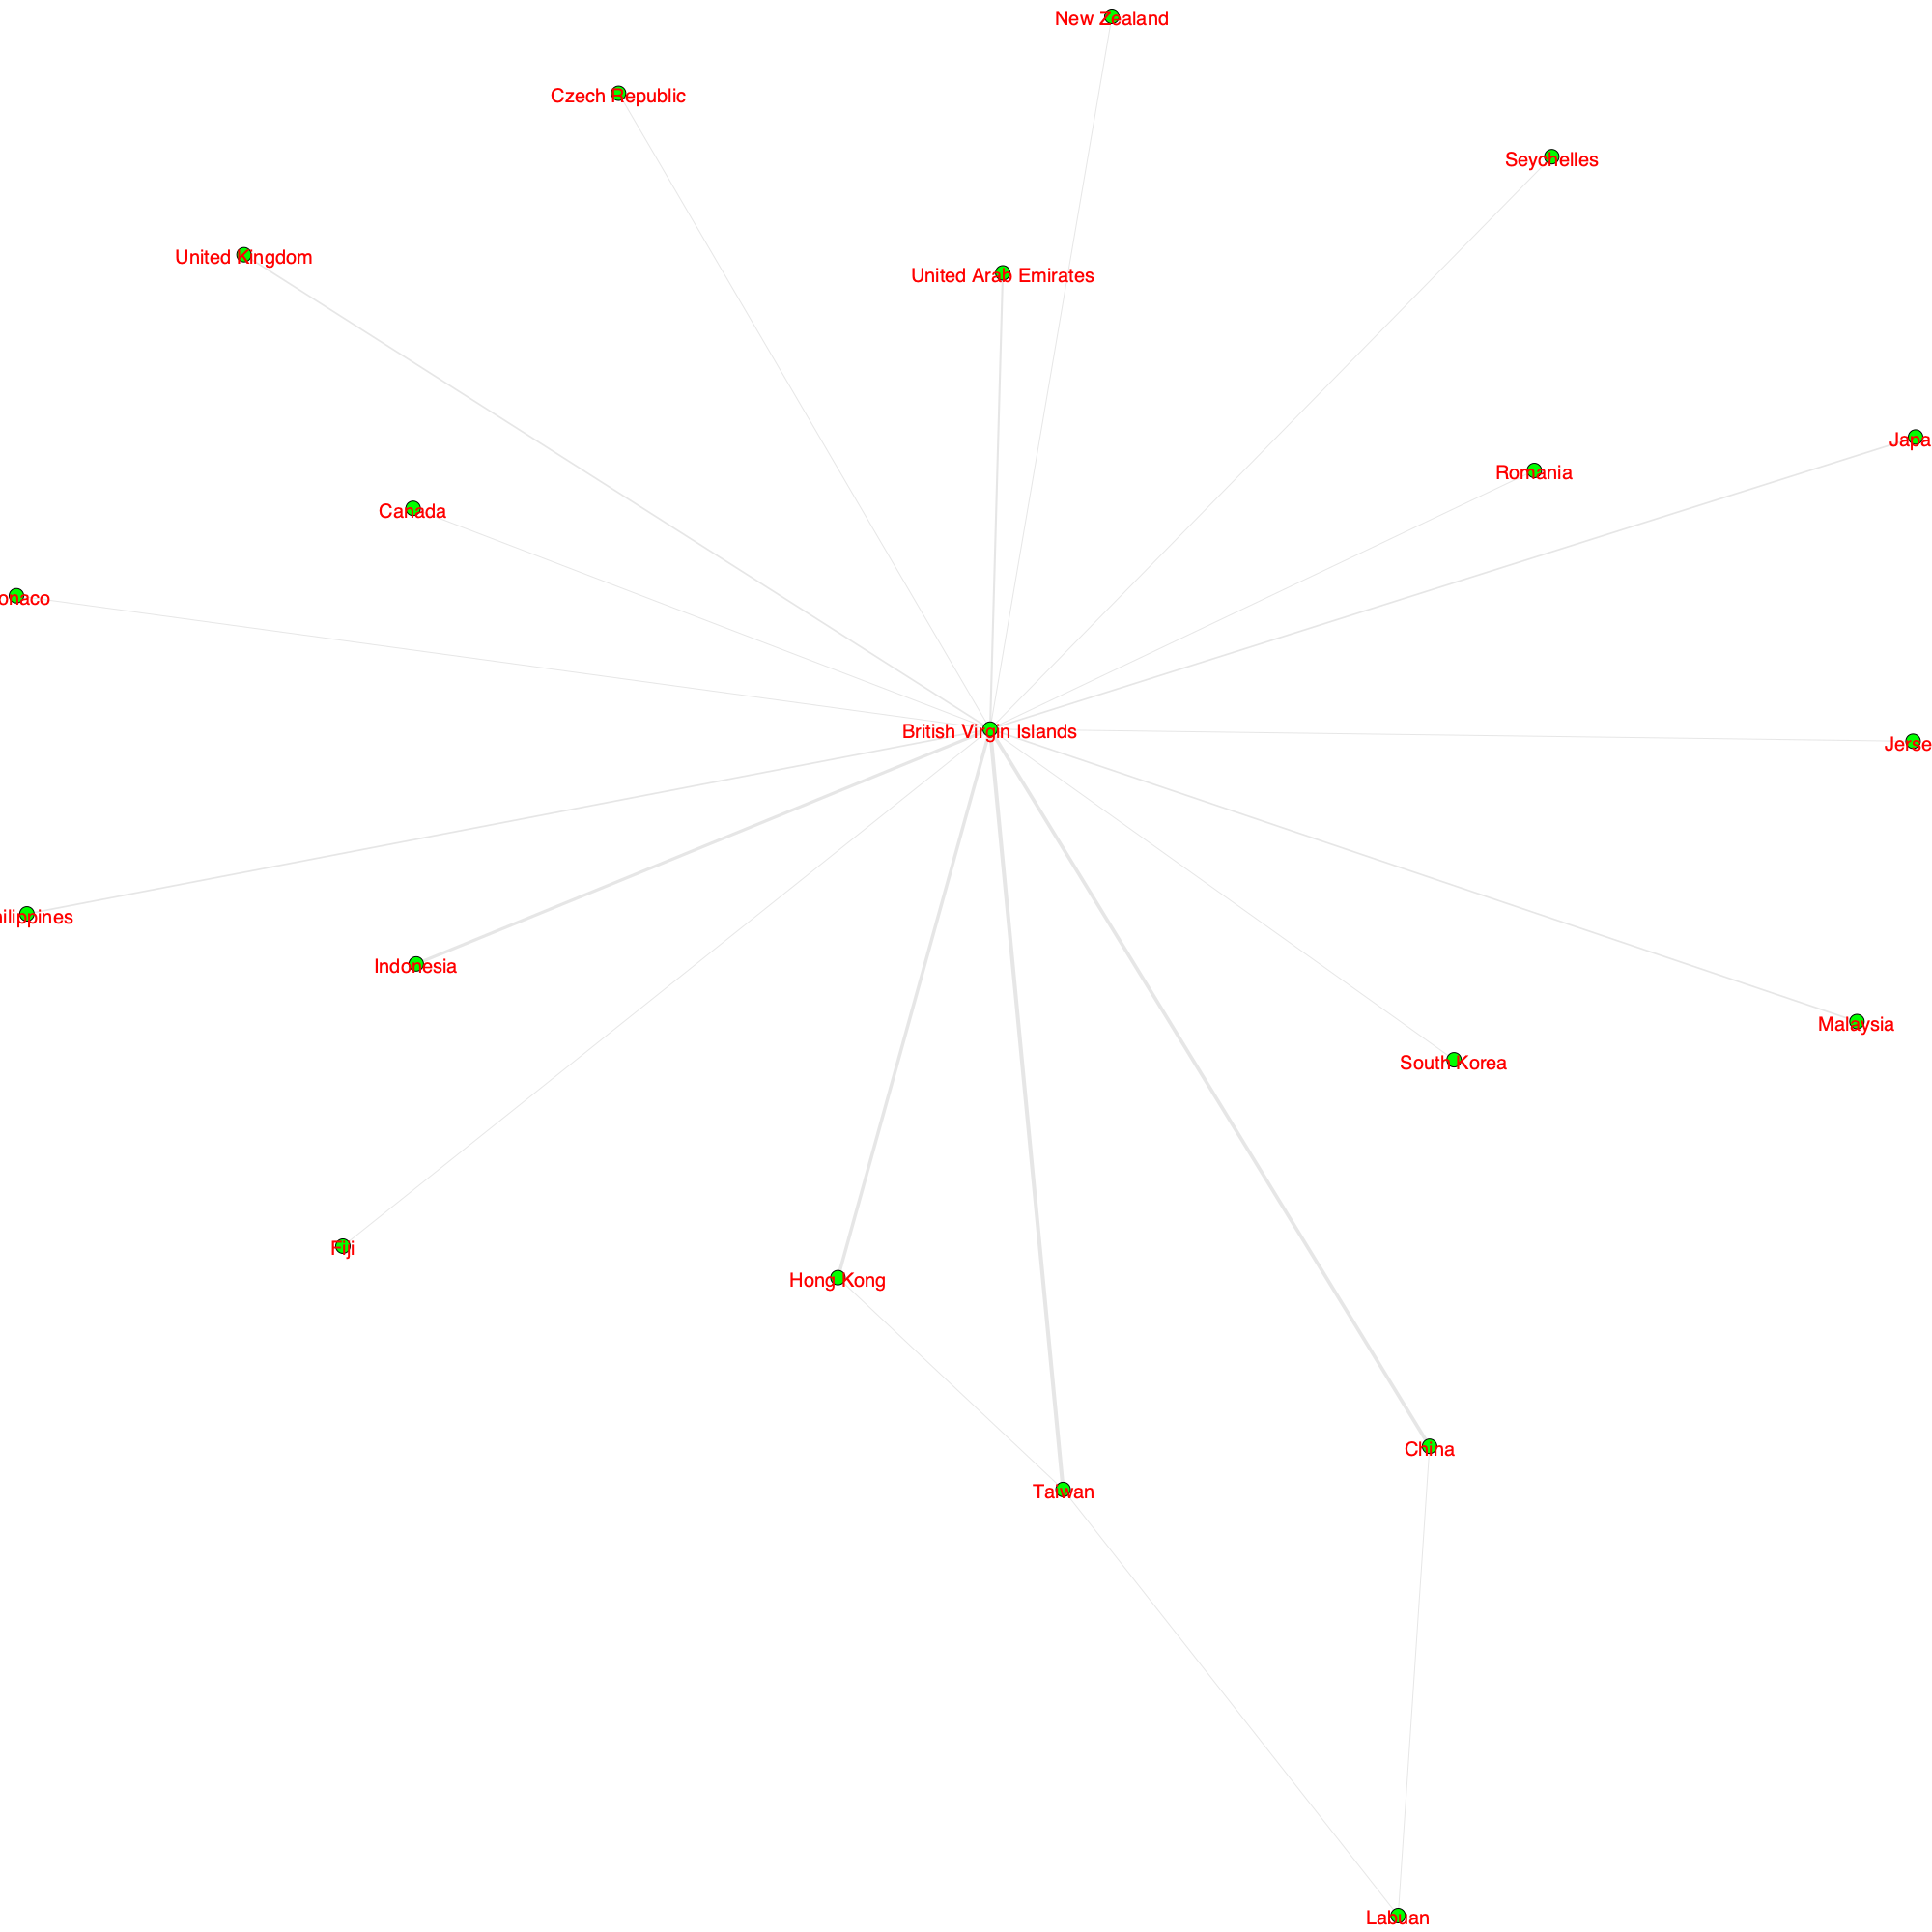 New Zealand
Czech Republic
Seychelles
United Kingdom
United Arab Emirates
Japa
Romania
Canada
onaco
British Virgin Islands
Jerse
hilippines
Indonesia
Malaysia
South Korea
Fiji
Hong Kong
China
Taiwan
Labuan